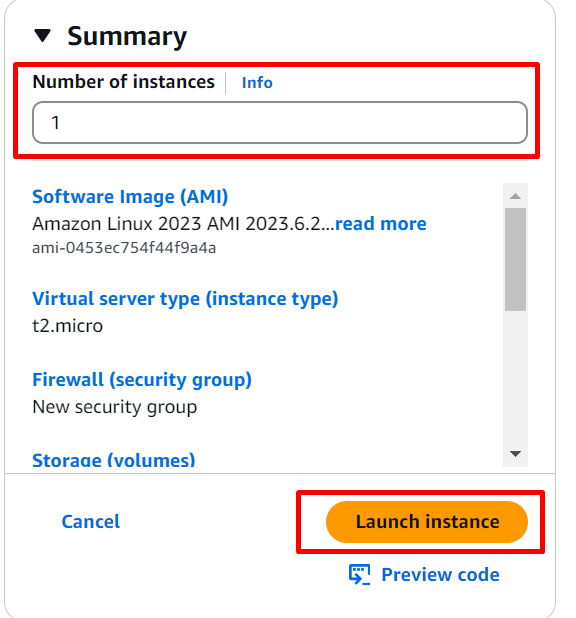 Summary
Number of instances Info
1
Software Image (AMI)
Amazon Linux 2023 AMI 2023.6.2...read more
ami-0453ec754f44f9a4a
Virtual server type (instance type)
t2.micro
Firewall (security group)
New security group
Storage (volumes)
Cancel
Launch instance
Preview code